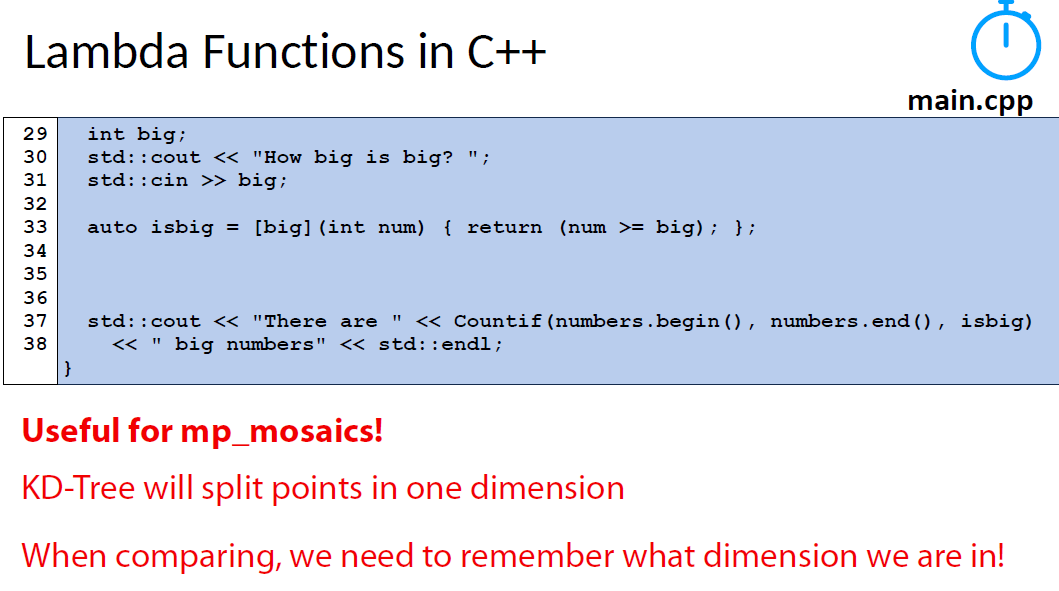 Lambda Functions in C++
main.cpp
29 int big;
30 std::cout << "How big is big? ";
31 std::cin >> big;
32
33 auto isbig = [big](int num) { return (num >= big); };
34
35
36
37 std::cout << "There are " << Countif(numbers.begin(), numbers.end(), isbig)
38 << " big numbers" << std::endl;
}
Useful for mp_mosaics!
KD-Tree will split points in one dimension
When comparing, we need to remember what dimension we are in!